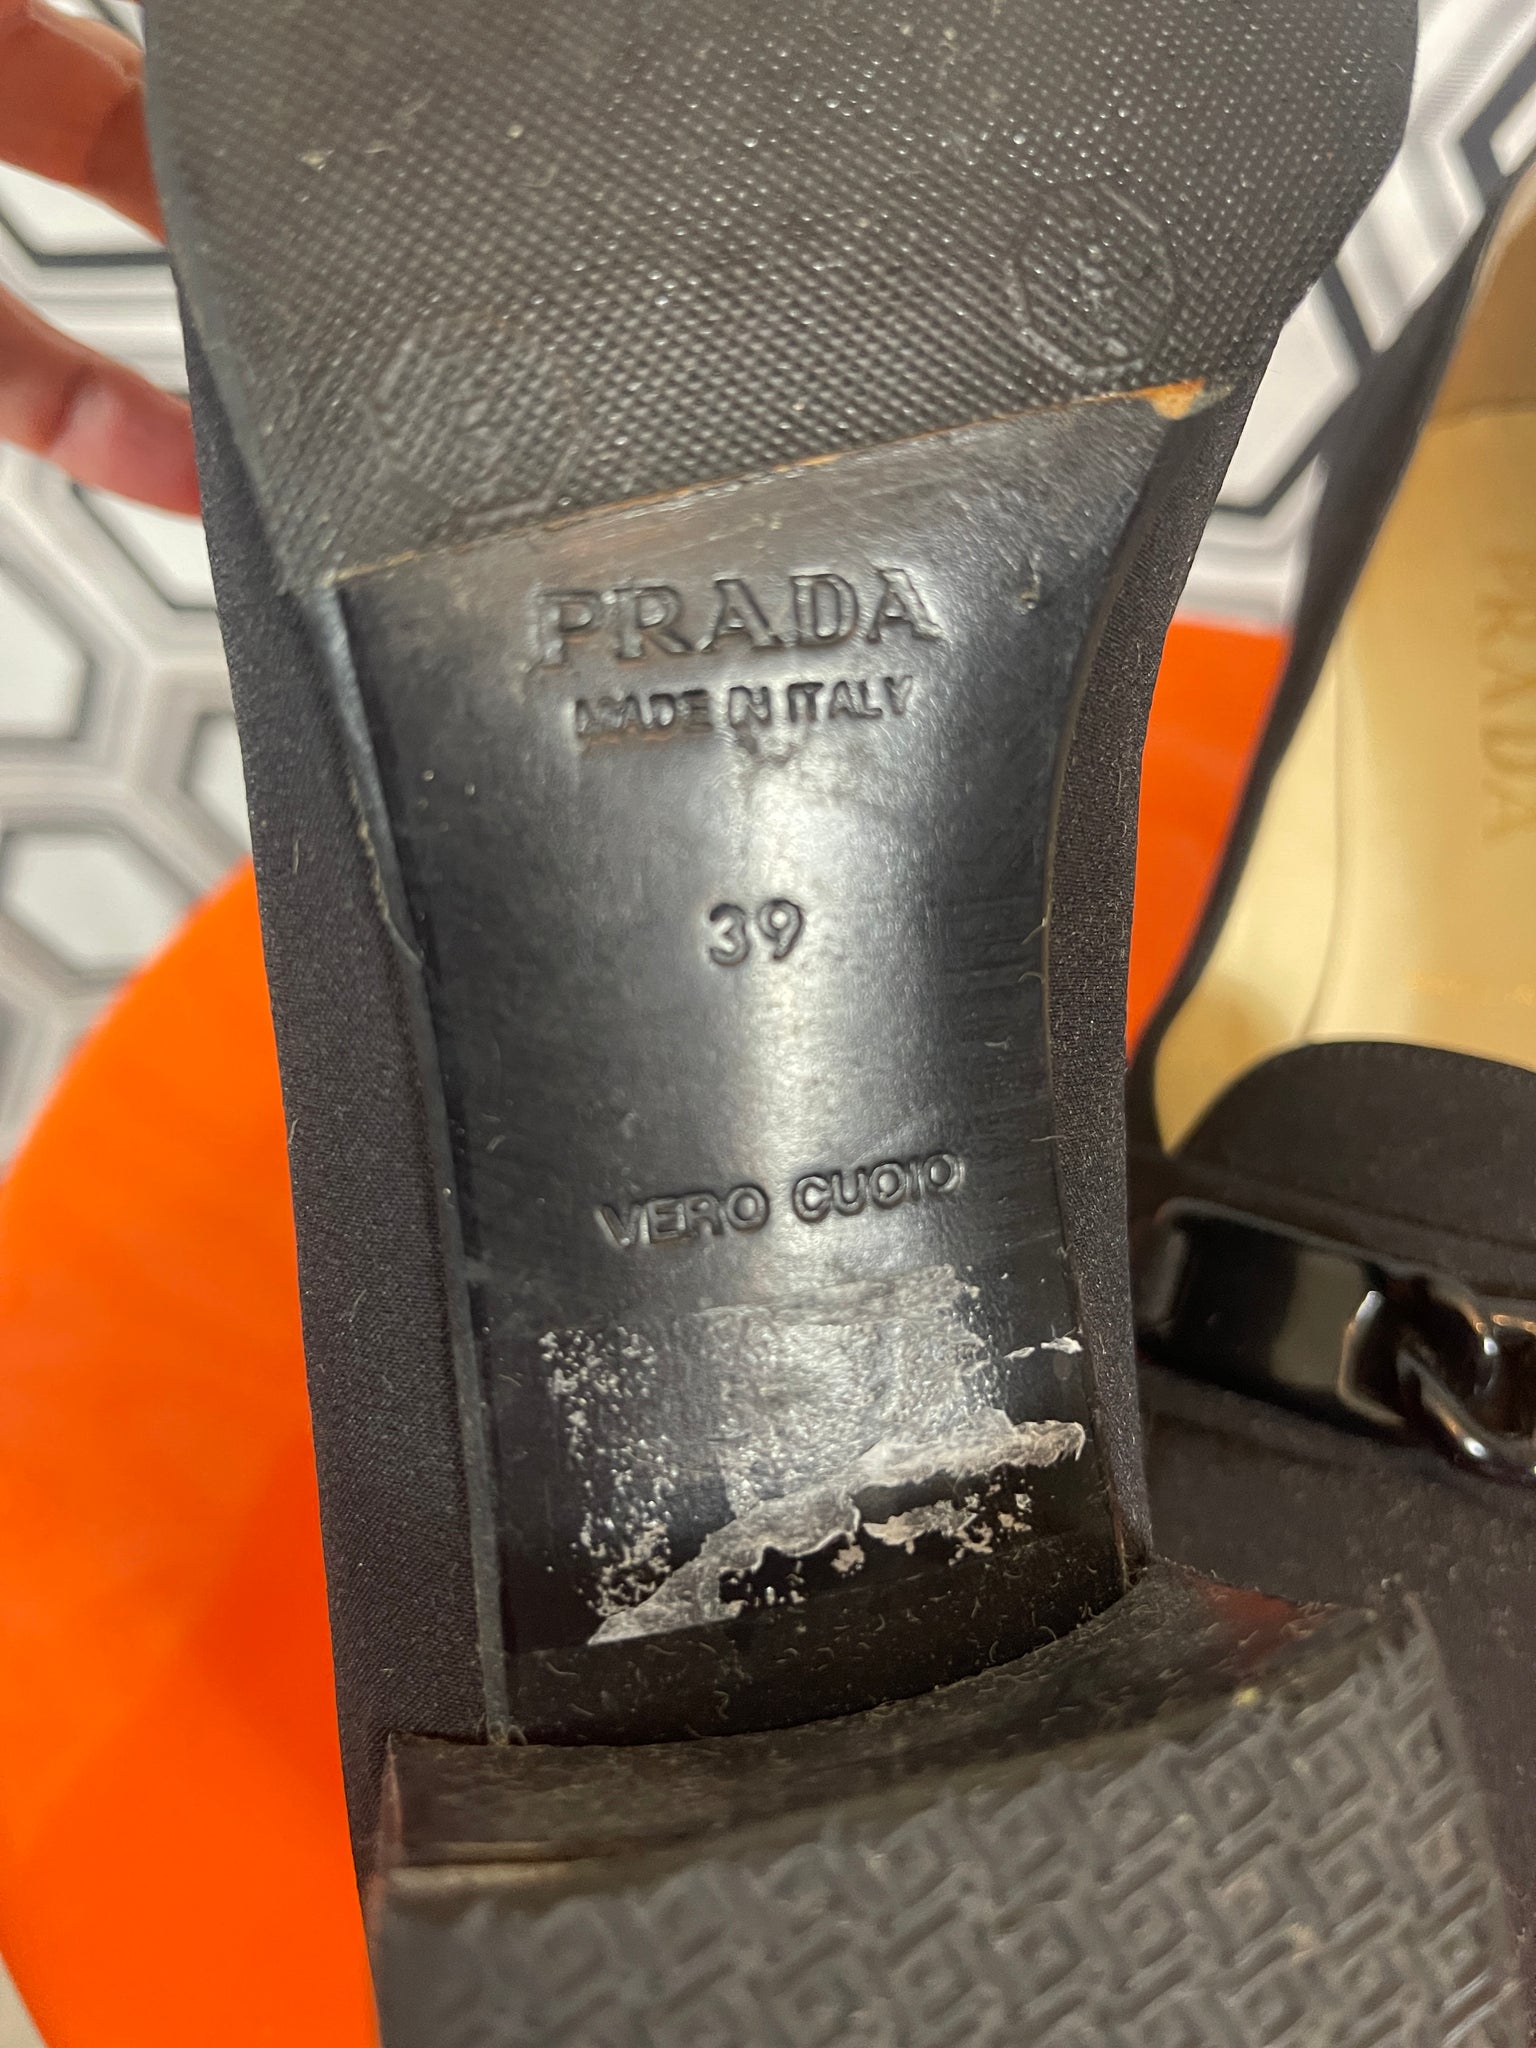 PRADA
MADE IN ITALY
39
VERO CUOIO
PRADA